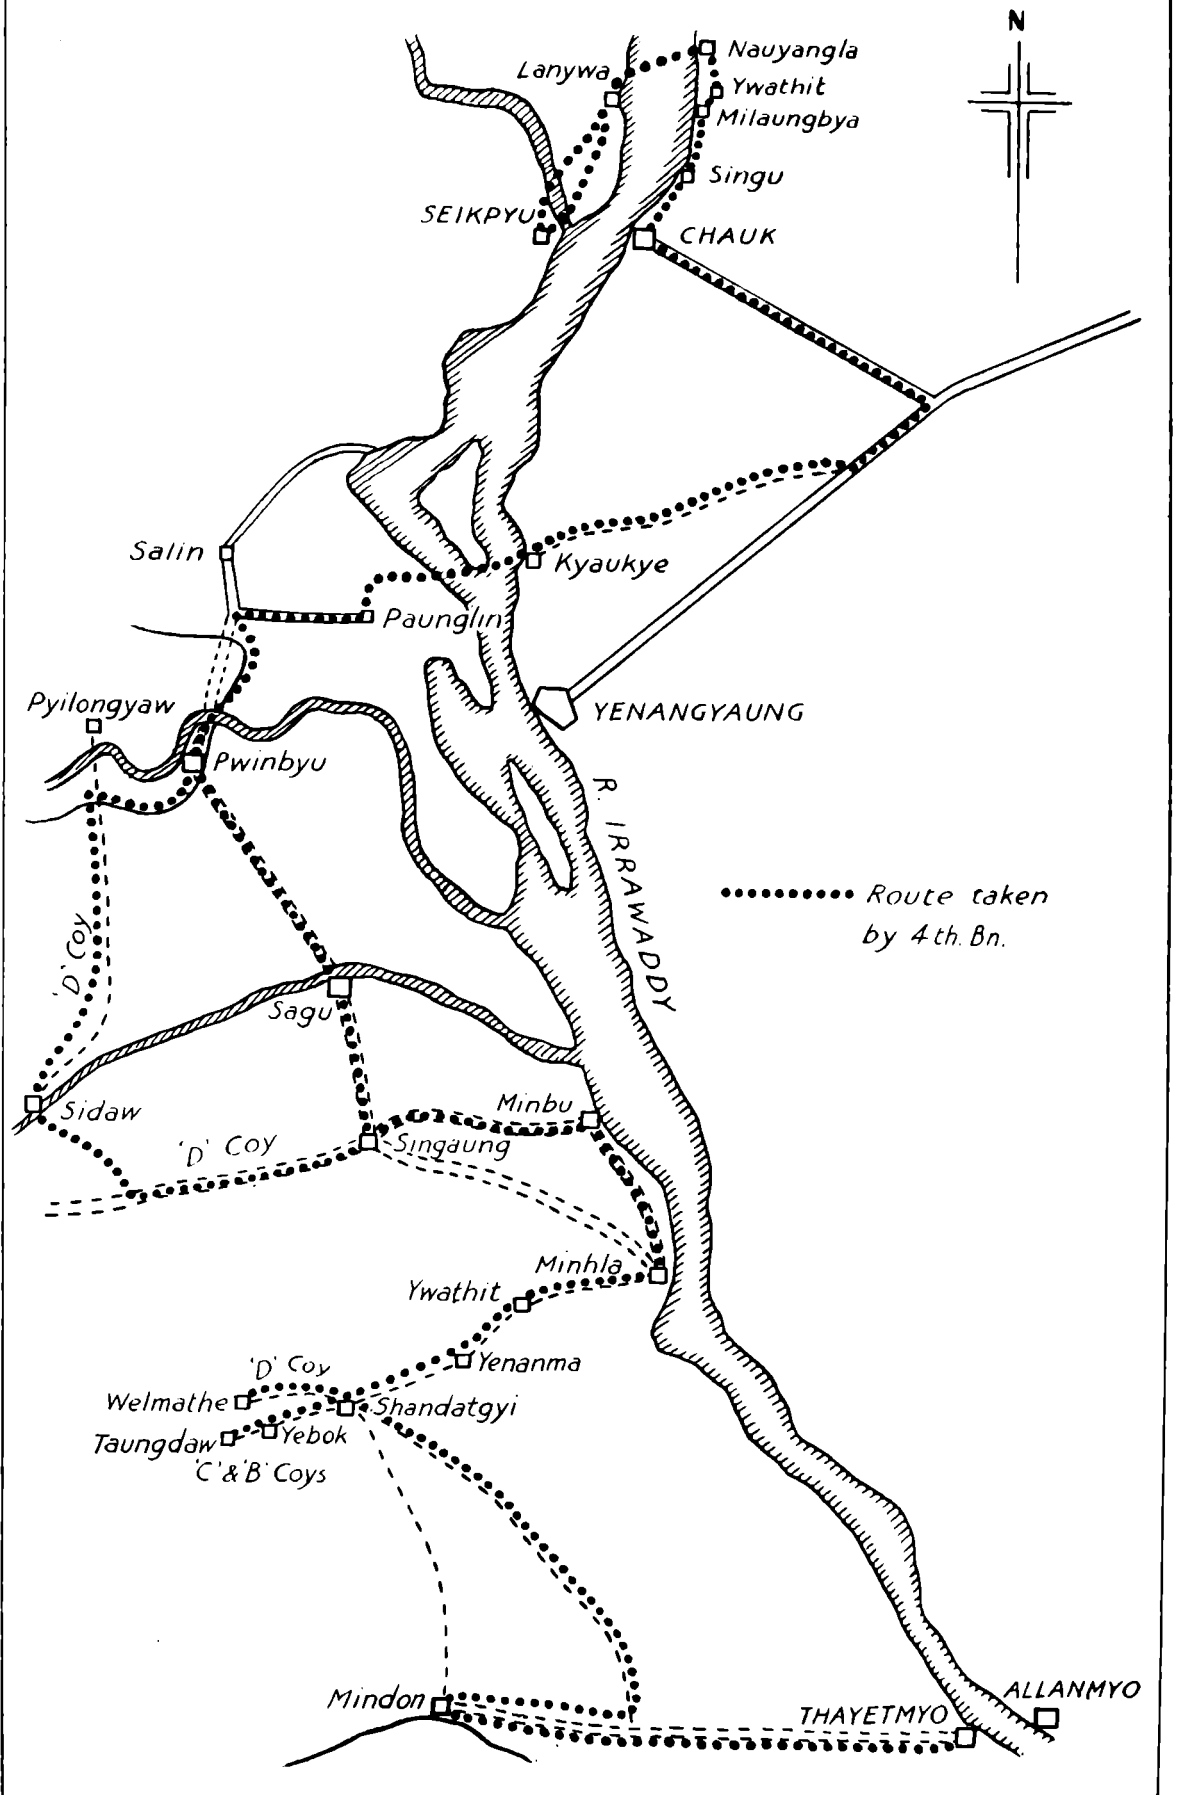 N
Nauyangla
Lanywa
Ywathit
Milaungbya
Singu
SEIKPYU
CHAUK
Salin
Kyaukye
Paunglin
Pyilongyaw
YENANGYAUNG
Pwinbyu
R. IRRAWADDY
Route taken
by 4th. Bn.
'D' Coy
Sagu
Minbu
Sidaw
'D' Coy
Singaung
Minhla
Ywathit
Yenanma
'D' Coy
Welmathe
Shandatgyi
Taungdaw
Yebok
'C' & 'B' Coys
Mindon
ALLANMYO
THAYETMYO